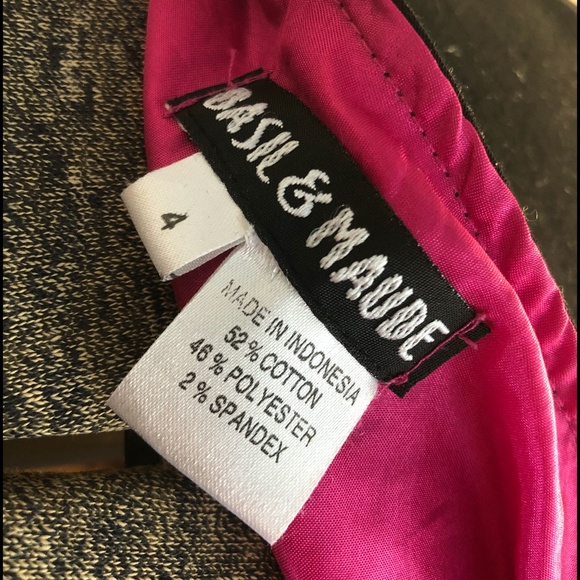 BASIL & MAUDE
4
MADE IN INDONESIA
52% COTTON
46% POLYESTER
2% SPANDEX